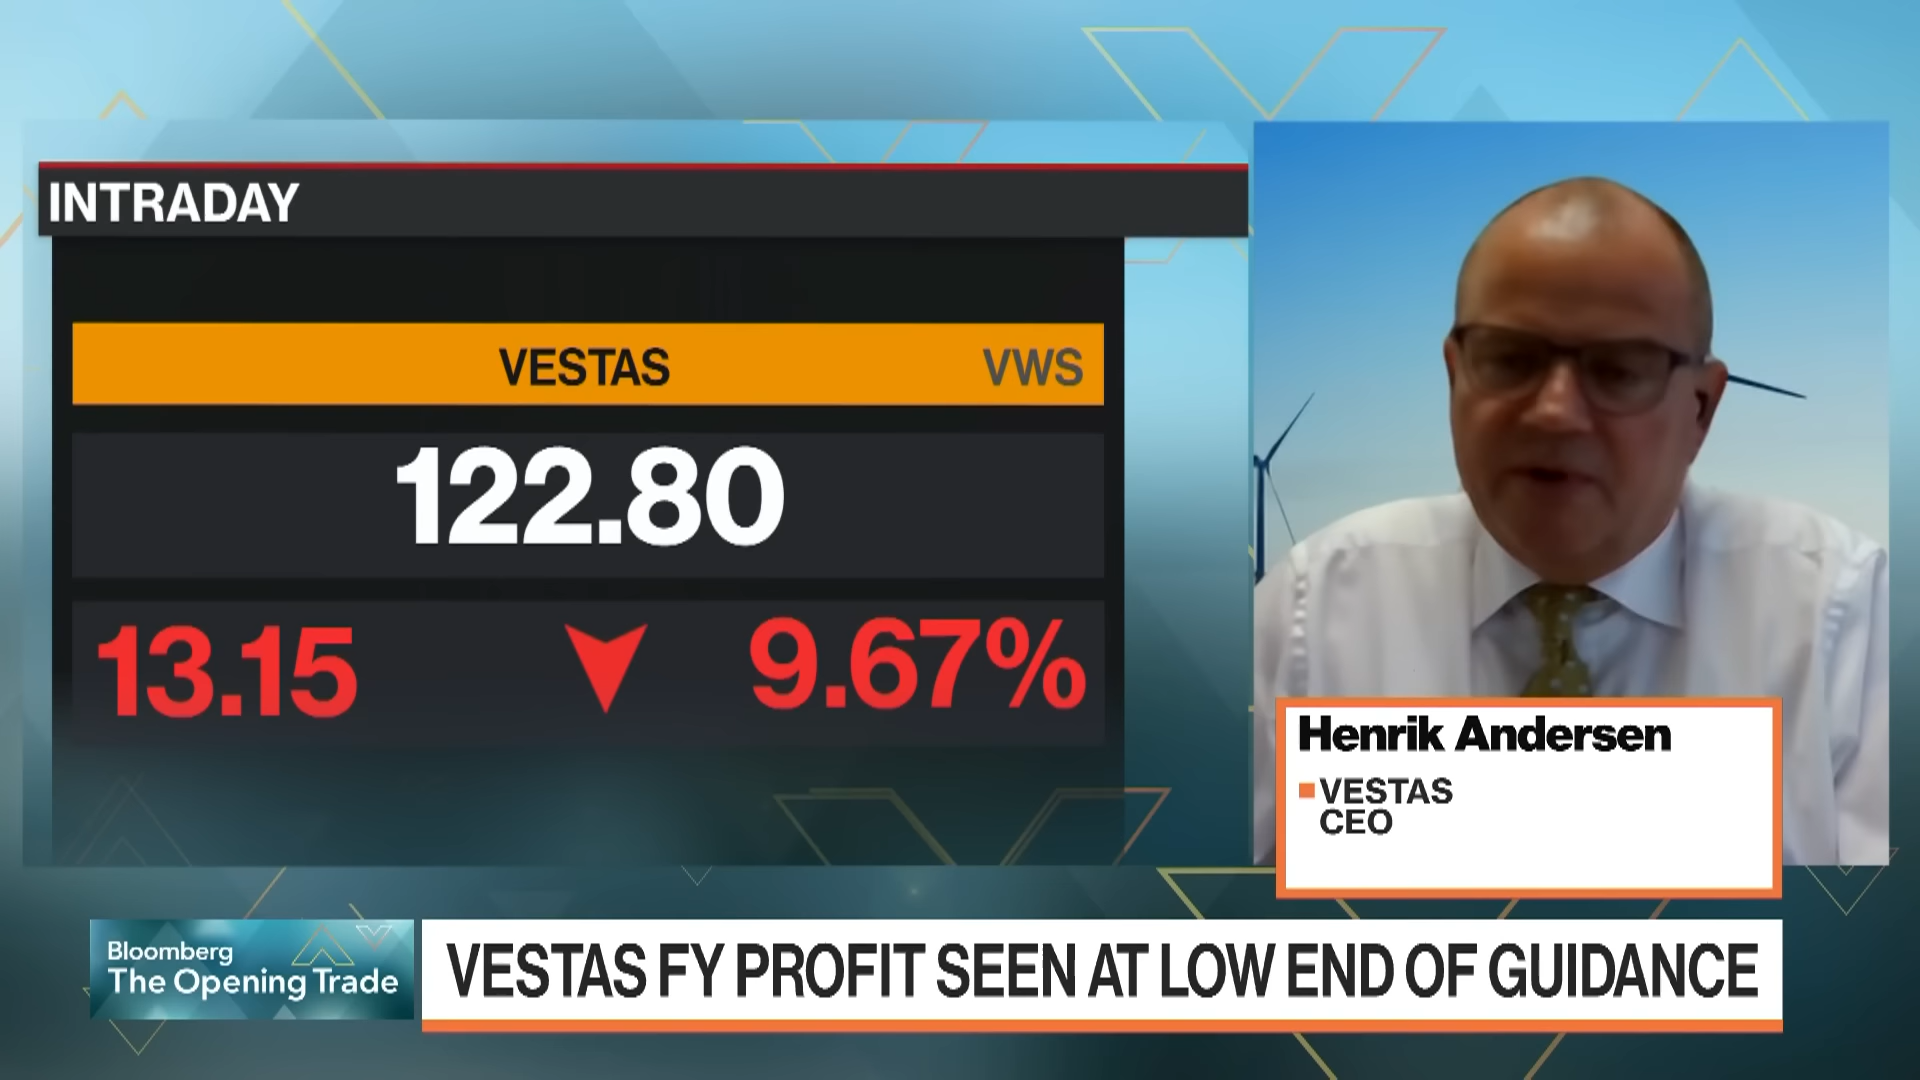 INTRADAY
VESTAS VWS
122.80
13.15 9.67%
Henrik Andersen
VESTAS
CEO
Bloomberg
The Opening Trade
VESTAS FY PROFIT SEEN AT LOW END OF GUIDANCE